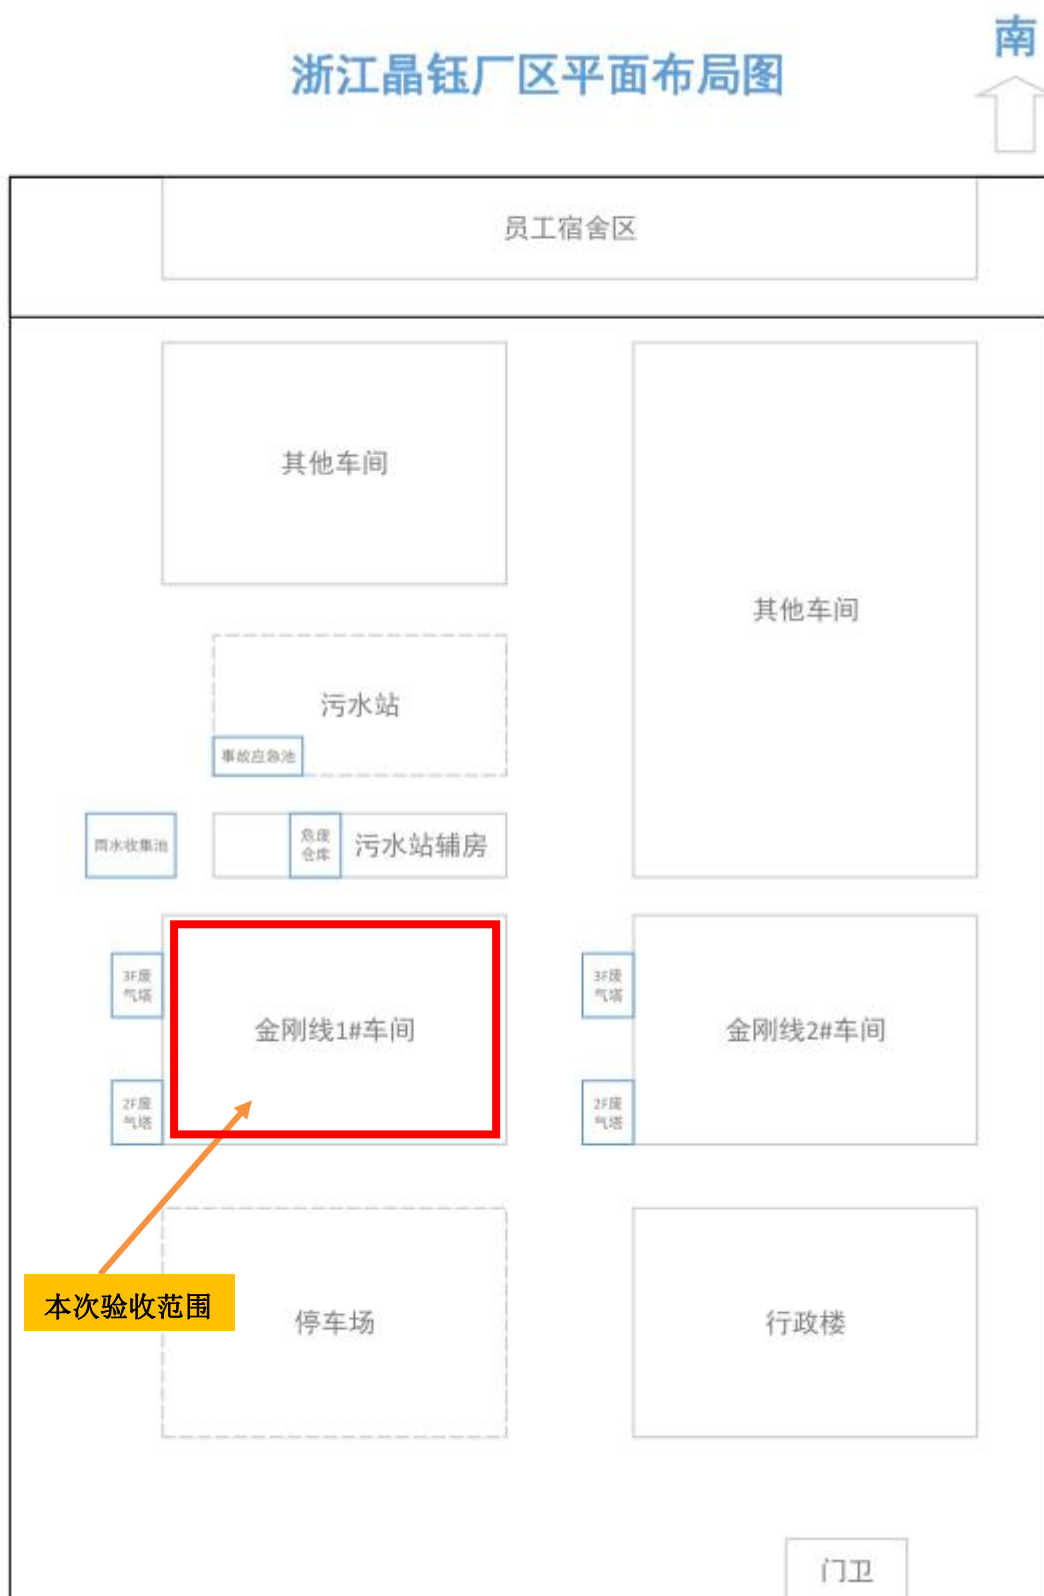 南
浙江晶钰厂区平面布局图
员工宿舍区
其他车间
其他车间
污水站
事故应急池
雨水收集池
危废
仓库
污水站辅房
3F废
气塔
金刚线1#车间
2F废
气塔
3F废
气塔
金刚线2#车间
2F废
气塔
本次验收范围
停车场
行政楼
门卫